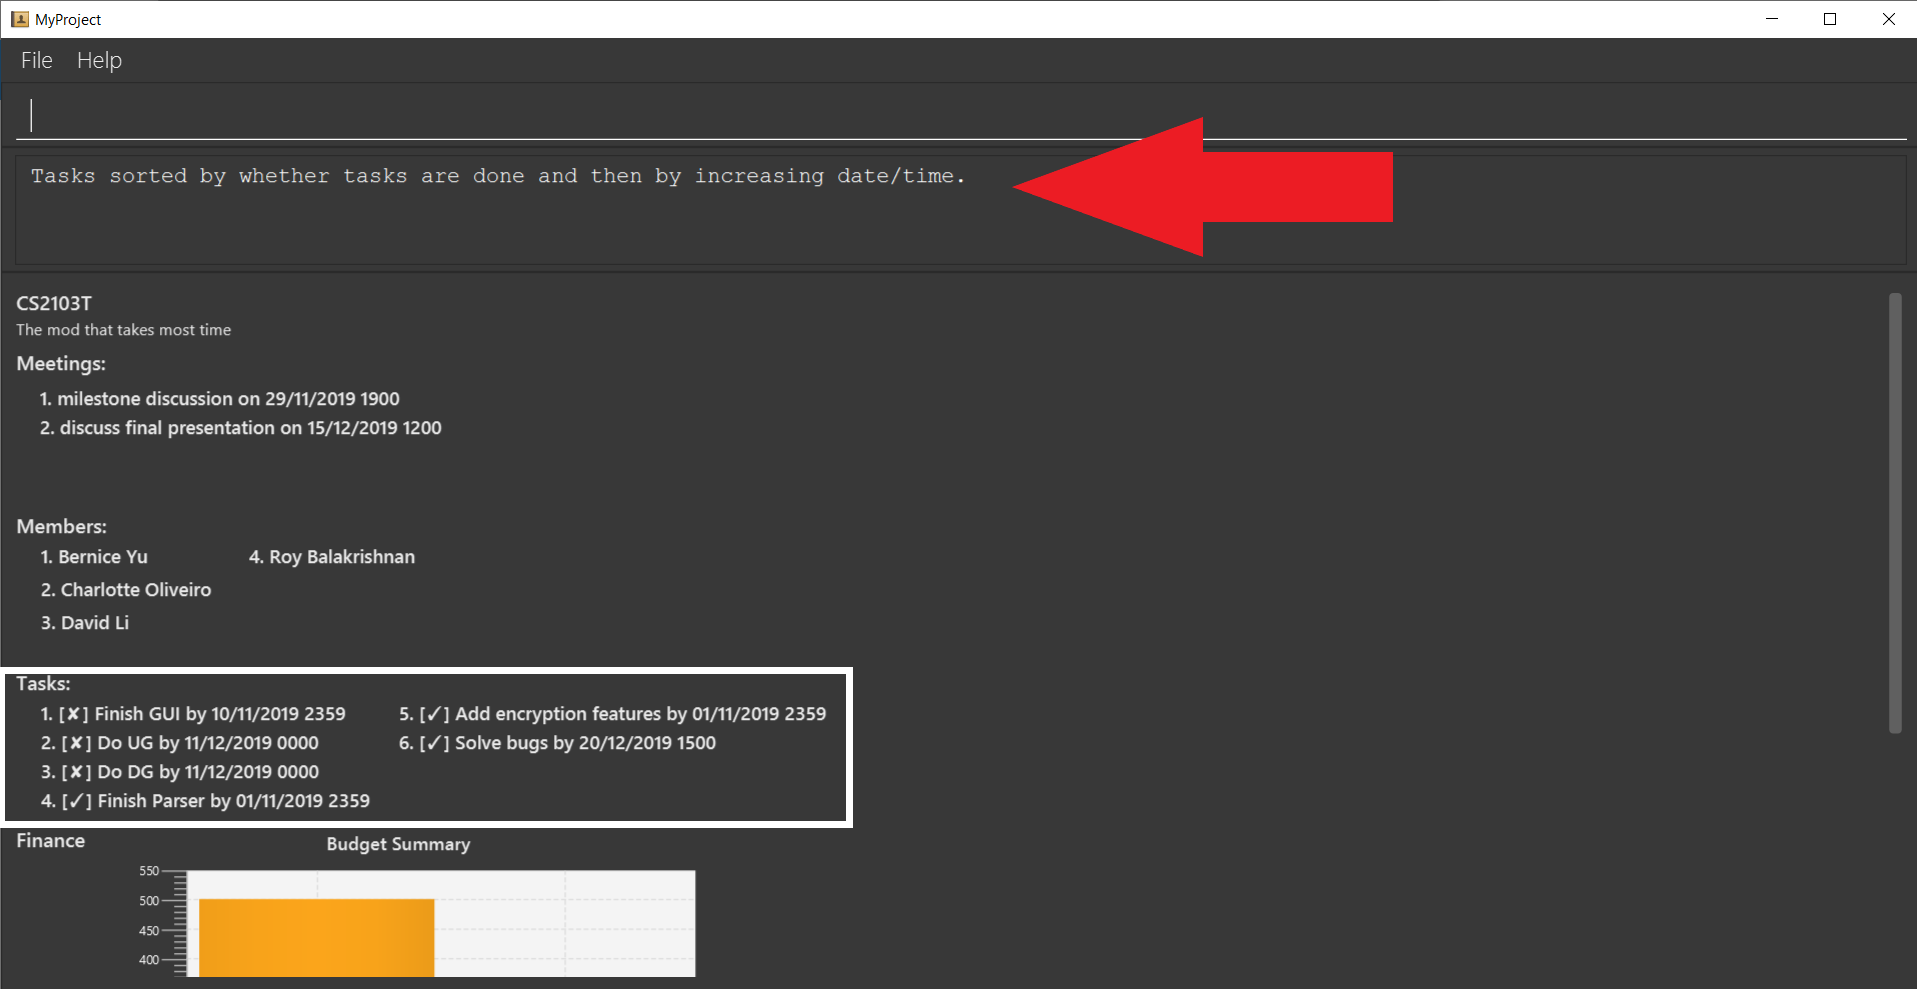 MyProject
File Help
Tasks sorted by whether tasks are done and then by increasing date/time.
CS2103T
The mod that takes most time
Meetings:
1. milestone discussion on 29/11/2019 1900
2. discuss final presentation on 15/12/2019 1200
Members:
1. Bernice Yu
2. Charlotte Oliveiro
3. David Li
4. Roy Balakrishnan
Tasks:
1. [✘] Finish GUI by 10/11/2019 2359
2. [✘] Do UG by 11/12/2019 0000
3. [✘] Do DG by 11/12/2019 0000
4. [✓] Finish Parser by 01/11/2019 2359
5. [✓] Add encryption features by 01/11/2019 2359
6. [✓] Solve bugs by 20/12/2019 1500
Finance
Budget Summary
550
500
450
400